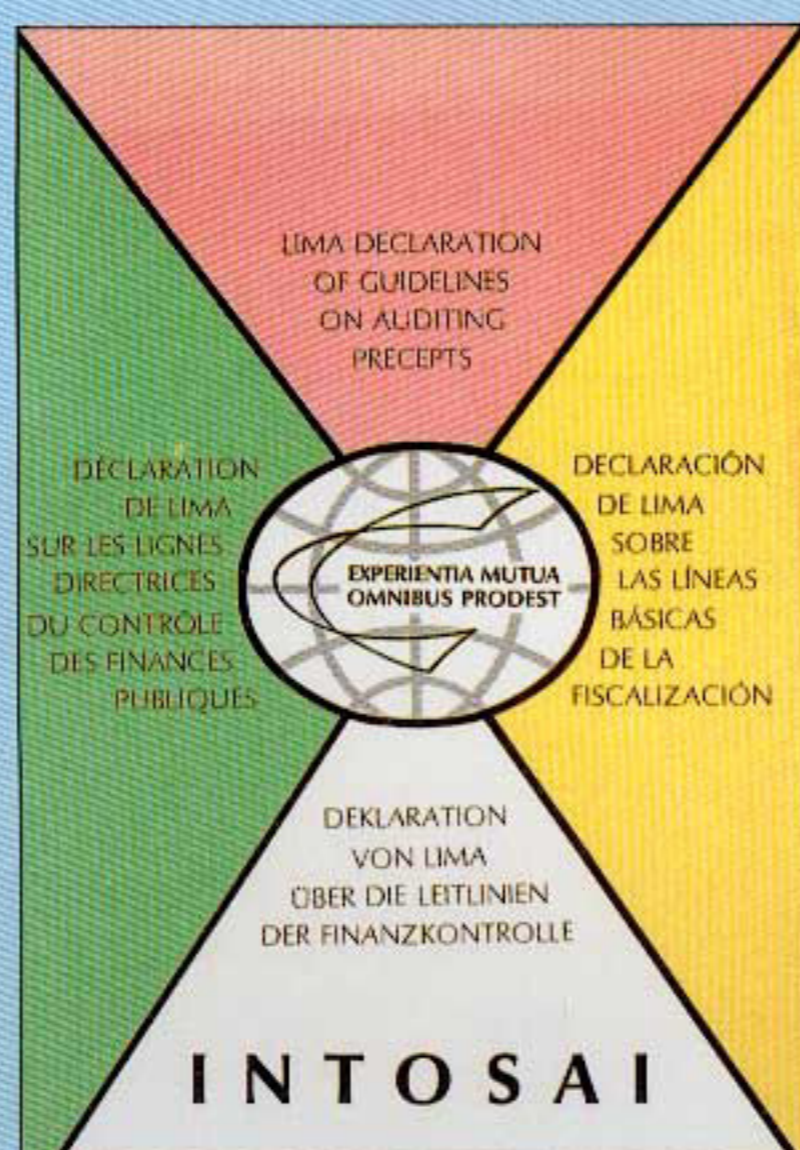 LIMA DECLARATION
OF GUIDELINES
ON AUDITING
PRECEPTS
DÉCLARATION
DE LIMA
SUR LES LIGNES
DIRECTRICES
DU CONTRÔLE
DES FINANCES
PUBLIQUES
EXPERIENTIA MUTUA
OMNIBUS PRODEST
DECLARACIÓN
DE LIMA
SOBRE
LAS LÍNEAS
BÁSICAS
DE LA
FISCALIZACIÓN
DEKLARATION
VON LIMA
ÜBER DIE LEITLINIEN
DER FINANZKONTROLLE
INTOSAI